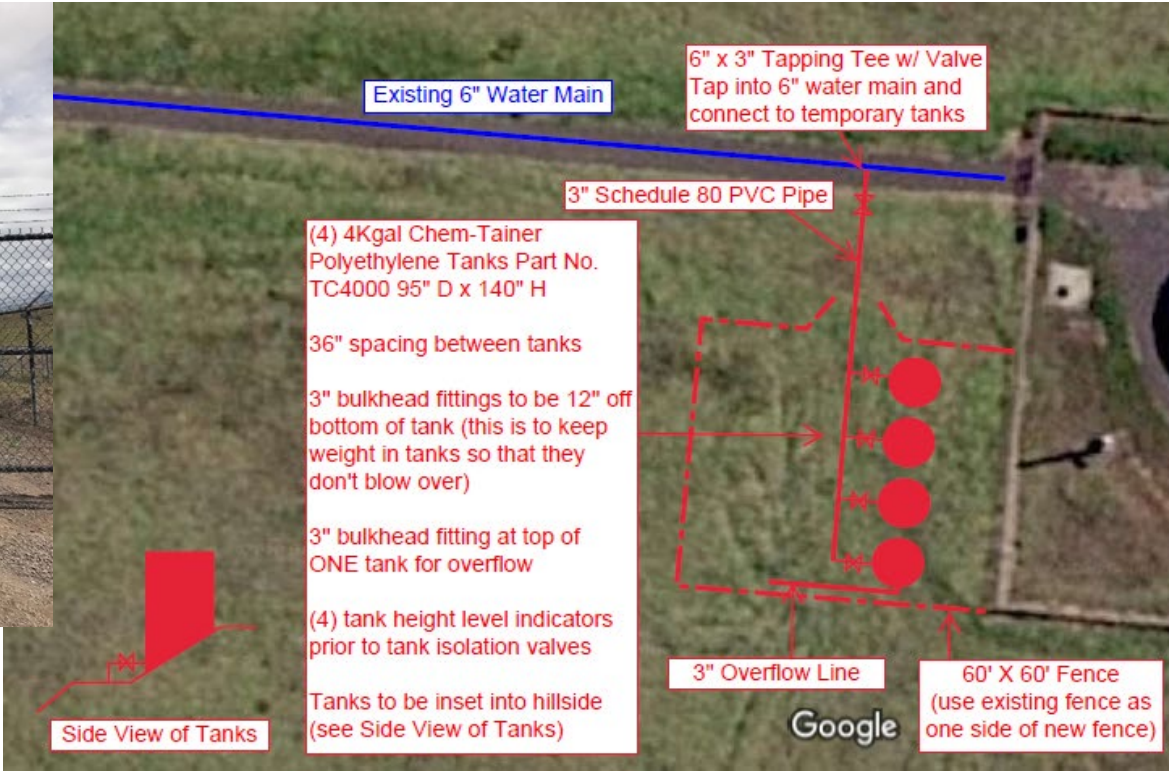 Existing 6" Water Main
6" x 3" Tapping Tee w/ Valve
Tap into 6" water main and
connect to temporary tanks
3" Schedule 80 PVC Pipe
(4) 4Kgal Chem-Tainer
Polyethylene Tanks Part No.
TC4000 95" D x 140" H
36" spacing between tanks
3" bulkhead fittings to be 12" off
bottom of tank (this is to keep
weight in tanks so that they
don't blow over)
3" bulkhead fitting at top of
ONE tank for overflow
(4) tank height level indicators
prior to tank isolation valves
Tanks to be inset into hillside
(see Side View of Tanks)
Side View of Tanks
3" Overflow Line
60' X 60' Fence
(use existing fence as
one side of new fence)
Google